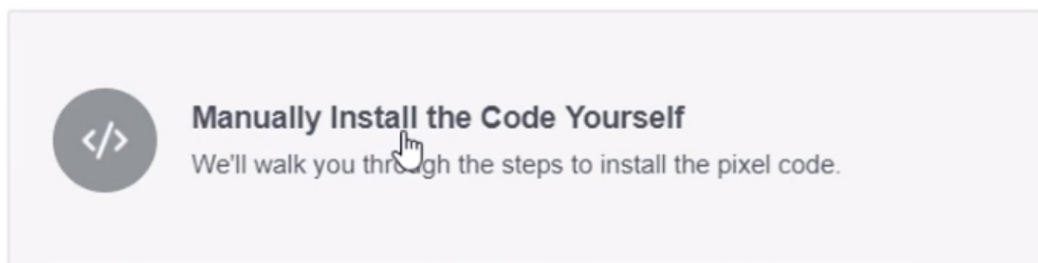 Manually Install the Code Yourself
We'll walk you through the steps to install the pixel code.